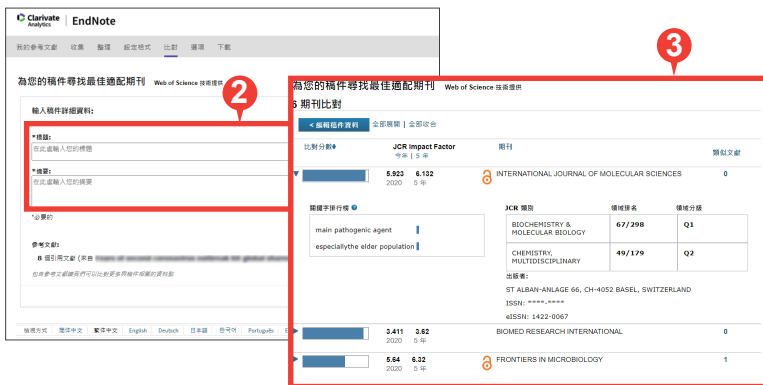 Clarivate
Analytics
EndNote
我的參考文獻 收集 整理 設定格式 比對 選項 下載
為您的稿件尋找最佳適配期刊 Web of Science 技術提供
2
輸入稿件詳細資料:
*標題:
在此處輸入您的標題
*摘要:
在此處輸入您的摘要
*必要的
參考文獻:
8 個引用文獻 (來自
包含參考文獻讓我們可以比對更多與稿件相關的資料點
檢視方式 简体中文 繁体中文 English Deutsch 日本語 한국어 Português
3
為您的稿件尋找最佳適配期刊 Web of Science 技術提供
6 期刊比對
< 編輯稿件資料 全部展開 | 全部收合
比對分數 JCR Impact Factor 期刊
今年 | 5 年 類似文獻
5.923 6.132 INTERNATIONAL JOURNAL OF MOLECULAR SCIENCES 0
2020 5 年
關鍵字排行榜 JCR 類別 領域排名 領域分級
main pathogenic agent
especiallythe elder population
BIOCHEMISTRY & MOLECULAR BIOLOGY 67/298 Q1
CHEMISTRY, MULTIDISCIPLINARY 49/179 Q2
出版者:
ST ALBAN-ANLAGE 66, CH-4052 BASEL, SWITZERLAND
ISSN: ****-****
eISSN: 1422-0067
3.411 3.62 BIOMED RESEARCH INTERNATIONAL 0
2020 5 年
5.64 6.32 FRONTIERS IN MICROBIOLOGY 1
2020 5 年